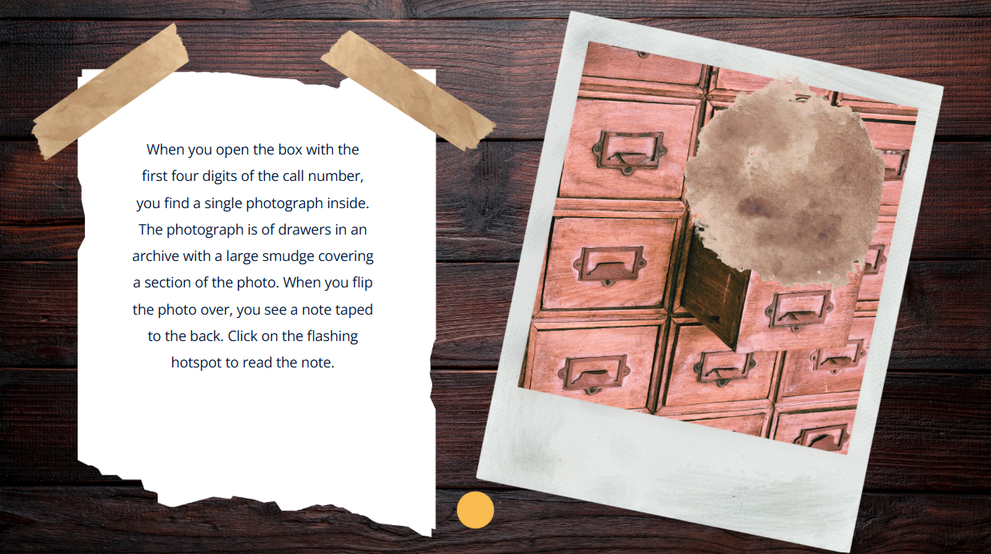 When you open the box with the
first four digits of the call number,
you find a single photograph inside.
The photograph is of drawers in an
archive with a large smudge covering
a section of the photo. When you flip
the photo over, you see a note taped
to the back. Click on the flashing
hotspot to read the note.